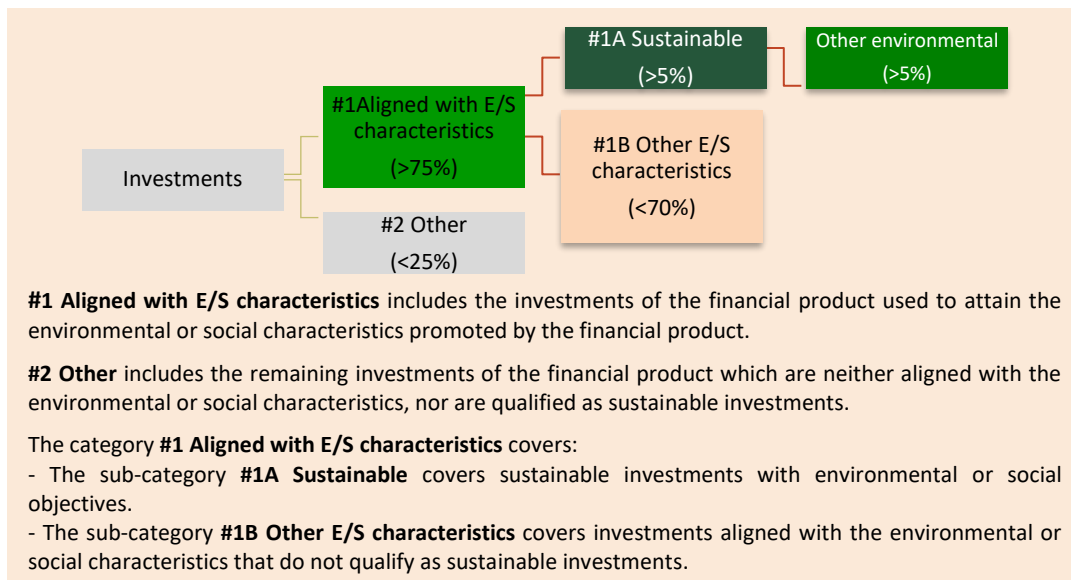 #1A Sustainable
(>5%)
Other environmental
(>5%)
#1Aligned with E/S
characteristics
(>75%)
#1B Other E/S
characteristics
(<70%)
Investments
#2 Other
(<25%)
#1 Aligned with E/S characteristics includes the investments of the financial product used to attain the
environmental or social characteristics promoted by the financial product.
#2 Other includes the remaining investments of the financial product which are neither aligned with the
environmental or social characteristics, nor are qualified as sustainable investments.
The category #1 Aligned with E/S characteristics covers:
- The sub-category #1A Sustainable covers sustainable investments with environmental or social
objectives.
- The sub-category #1B Other E/S characteristics covers investments aligned with the environmental or
social characteristics that do not qualify as sustainable investments.